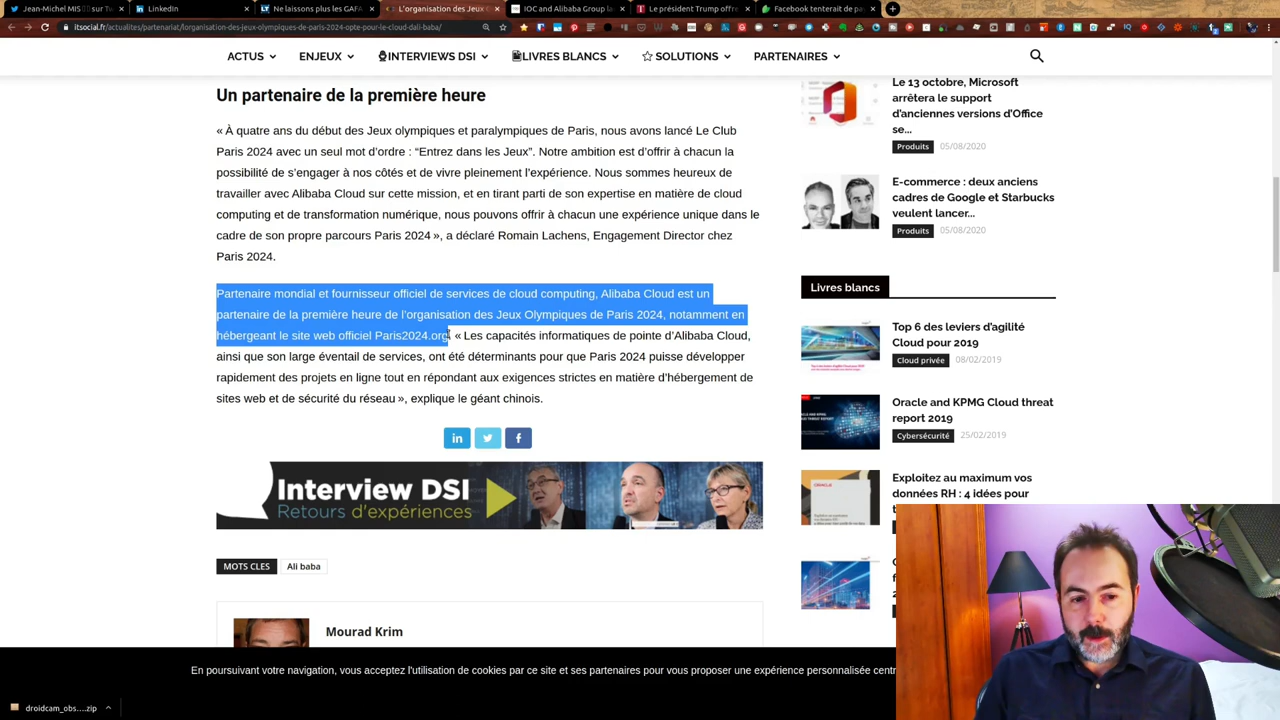 Jean-Michel MIS sur Tw
LinkedIn
Ne laissons plus les GAFA
L'organisation des Jeux
IOC and Alibaba Group la
Le président Trump offre
Facebook tenterait de pa
itsocial.fr/actualites/partenariat/lorganisation-des-jeux-olympiques-de-paris-2024-opte-pour-le-cloud-dali-baba/
ACTUS
ENJEUX
INTERVIEWS DSI
LIVRES BLANCS
SOLUTIONS
PARTENAIRES
Un partenaire de la première heure
« À quatre ans du début des Jeux olympiques et paralympiques de Paris, nous avons lancé Le Club
Paris 2024 avec un seul mot d'ordre : “Entrez dans les Jeux”. Notre ambition est d'offrir à chacun la
possibilité de s'engager à nos côtés et de vivre pleinement l'expérience. Nous sommes heureux de
travailler avec Alibaba Cloud sur cette mission, et en tirant parti de son expertise en matière de cloud
computing et de transformation numérique, nous pouvons offrir à chacun une expérience unique dans le
cadre de son propre parcours Paris 2024 », a déclaré Romain Lachens, Engagement Director chez
Paris 2024.
Partenaire mondial et fournisseur officiel de services de cloud computing, Alibaba Cloud est un
partenaire de la première heure de l'organisation des Jeux Olympiques de Paris 2024, notamment en
hébergeant le site web officiel Paris2024.org. « Les capacités informatiques de pointe d'Alibaba Cloud,
ainsi que son large éventail de services, ont été déterminants pour que Paris 2024 puisse développer
rapidement des projets en ligne tout en répondant aux exigences strictes en matière d'hébergement de
sites web et de sécurité du réseau », explique le géant chinois.
Interview DSI
Retours d'expériences
MOTS CLES
Ali baba
Mourad Krim
Le 13 octobre, Microsoft
arrêtera le support
d'anciennes versions d'Office
se...
Produits
05/08/2020
E-commerce : deux anciens
cadres de Google et Starbucks
veulent lancer...
Produits
05/08/2020
Livres blancs
Top 6 des leviers d'agilité
Cloud pour 2019
Cloud privée
08/02/2019
Oracle and KPMG Cloud threat
report 2019
Cybersécurité
25/02/2019
Exploitez au maximum vos
données RH : 4 idées pour
En poursuivant votre navigation, vous acceptez l'utilisation de cookies par ce site et ses partenaires pour vous proposer une expérience personnalisée
droidcam_obs....zip